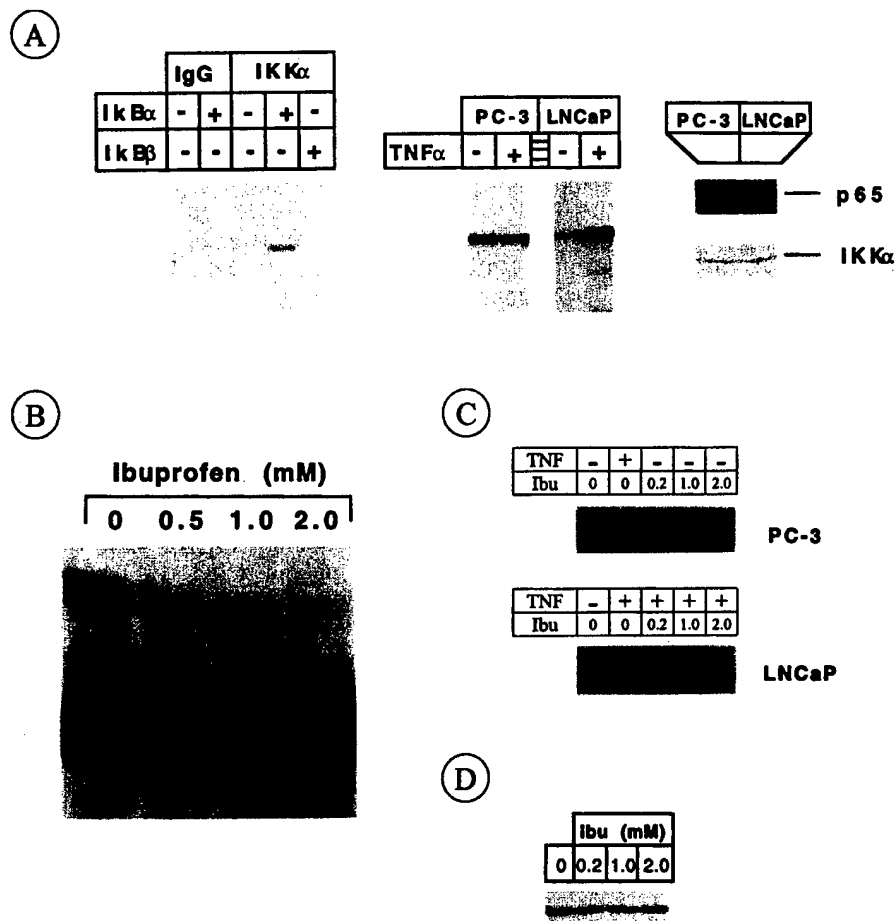 A
IgG IKKα
IkBα - + - + -
IkBβ - - - - +
PC-3 LNCaP
TNFα - + - +
PC-3 LNCaP
p65
IKKα
B
Ibuprofen (mM)
0 0.5 1.0 2.0
C
TNF - + - - -
Ibu 0 0 0.2 1.0 2.0
PC-3
TNF - + + + +
Ibu 0 0 0.2 1.0 2.0
LNCaP
D
Ibu (mM)
0 0.2 1.0 2.0